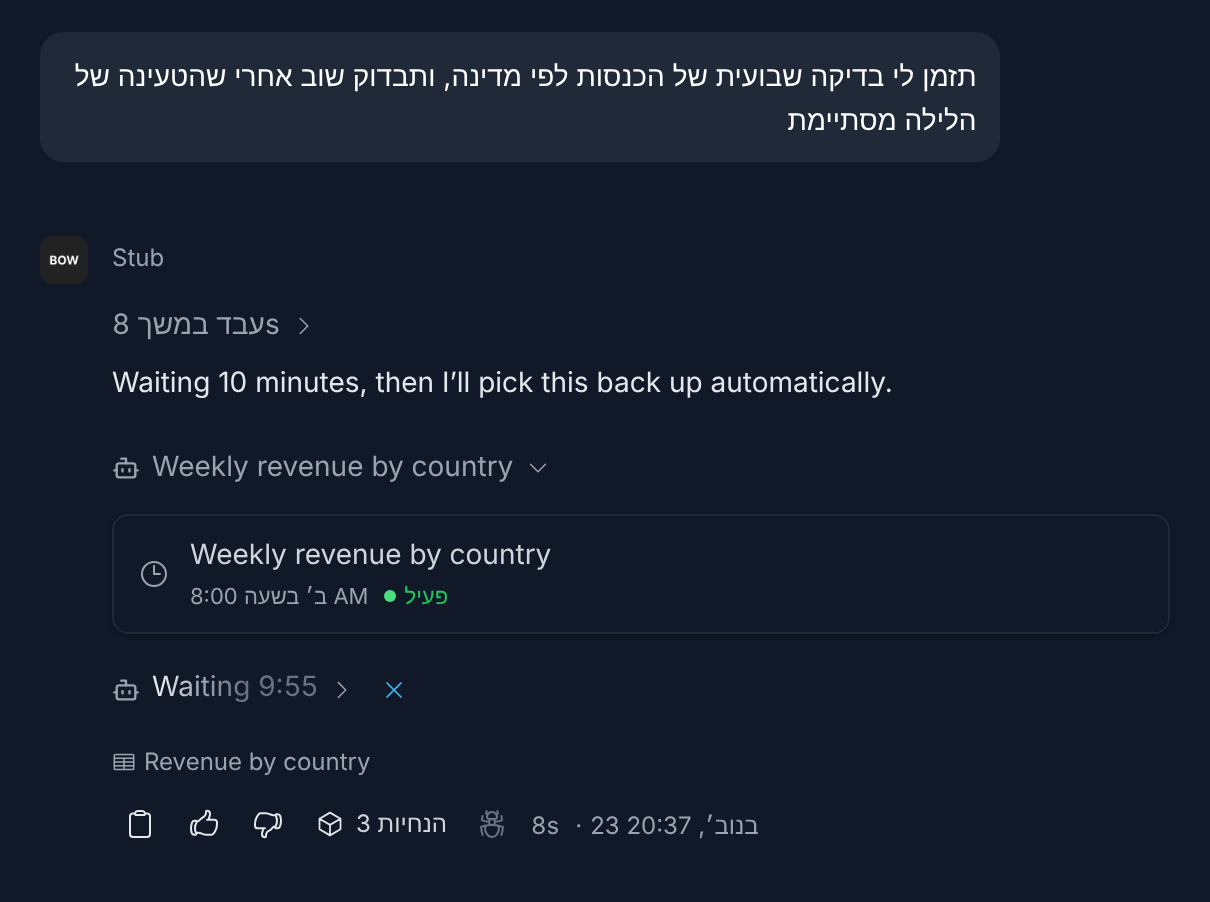 תזמן לי בדיקה שבועית של הכנסות לפי מדינה, ותבדוק שוב אחרי שהטעינה של
הלילה מסתיימת
BOW
Stub
עבד במשך 8s
Waiting 10 minutes, then I’ll pick this back up automatically.
Weekly revenue by country
Weekly revenue by country
ב׳ בשעה 8:00 AM פעיל
Waiting 9:55
Revenue by country
3 הנחיות 8s · 23 בנוב׳, 20:37